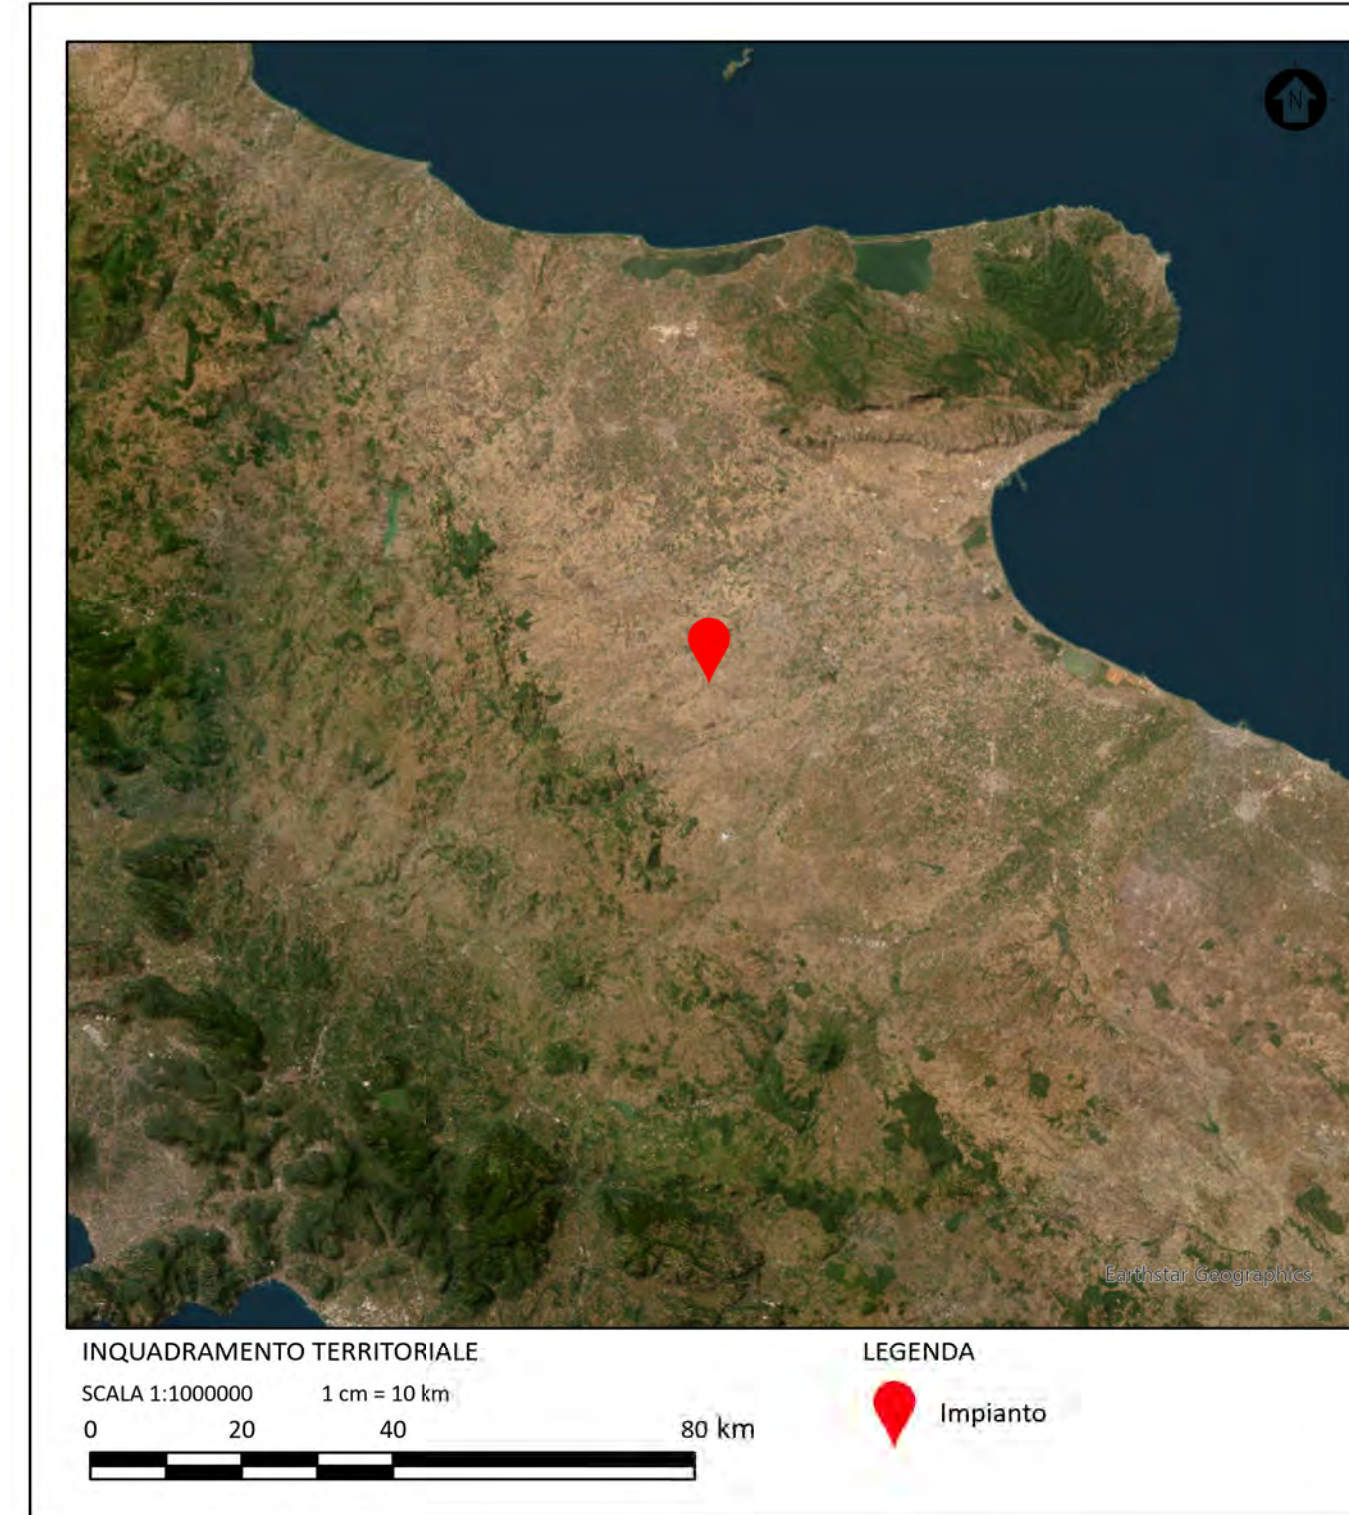 N
Earthstar Geographics
INQUADRAMENTO TERRITORIALE
SCALA 1:1000000 1 cm = 10 km
0 20 40 80 km
LEGENDA
Impianto